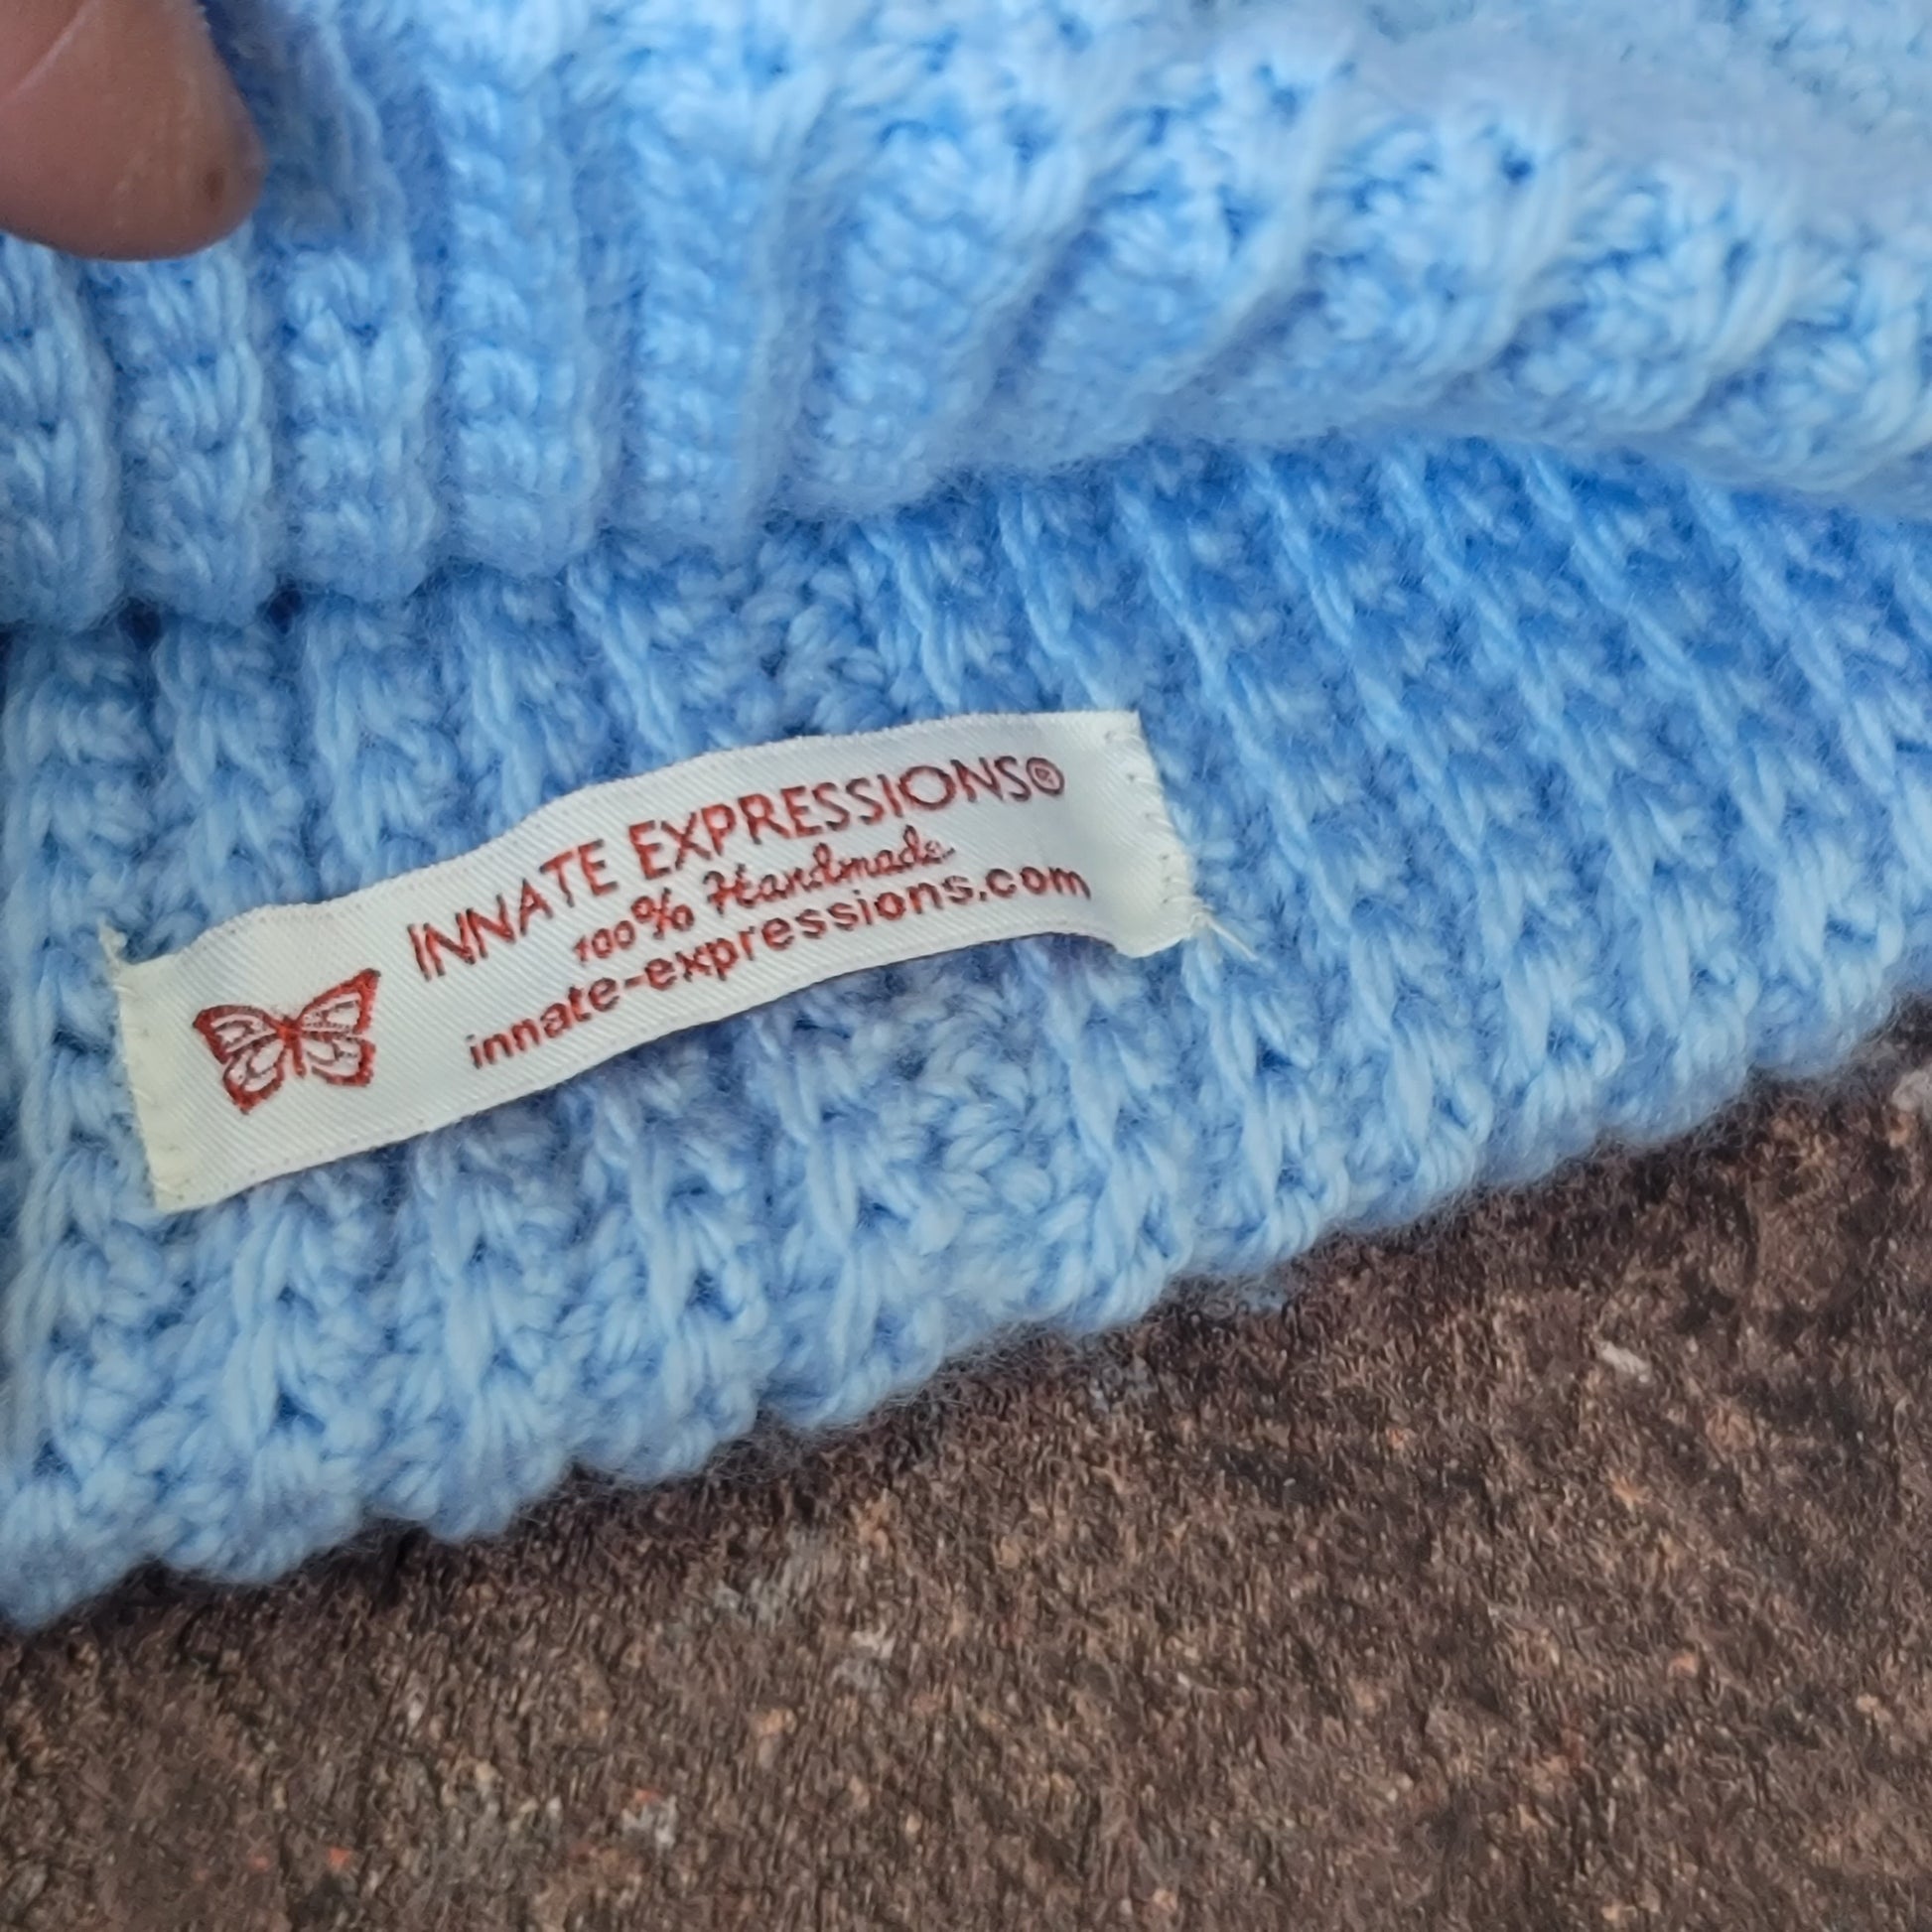 INNATE EXPRESSIONS®
100% Handmade
innate-expressions.com